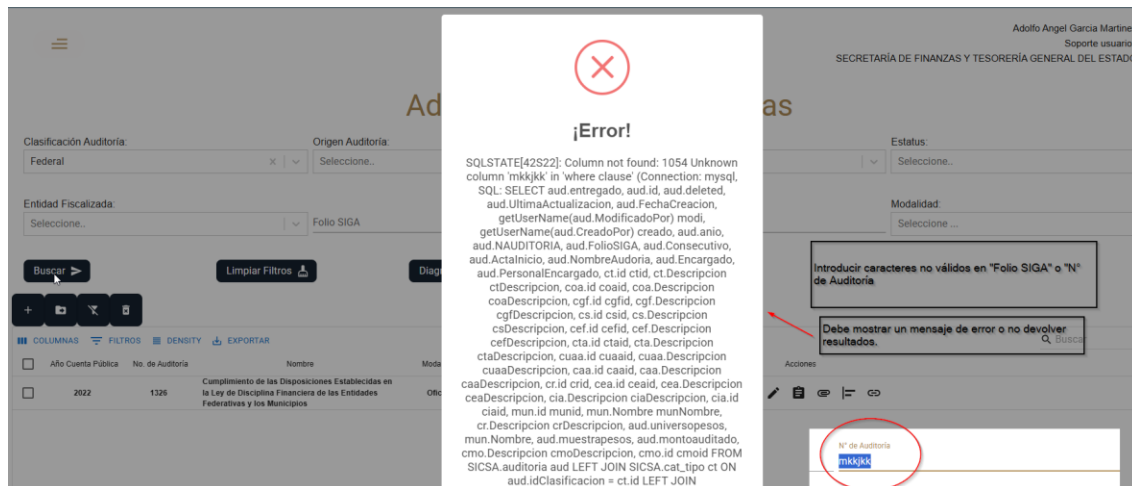 Adolfo Angel Garcia Martine
Soporte usuario
SECRETARÍA DE FINANZAS Y TESORERÍA GENERAL DEL ESTADO
Ad
as
Clasificación Auditoría:
Origen Auditoría:
Estatus:
Federal
Seleccione..
Seleccione..
Entidad Fiscalizada:
Modalidad:
Seleccione..
Folio SIGA
Seleccione ...
Buscar
Limpiar Filtros
Diag
¡Error!
SQLSTATE[42S22]: Column not found: 1054 Unknown
column 'mkkjkk' in 'where clause' (Connection: mysql,
SQL: SELECT aud.entregado, aud.id, aud.deleted,
aud.UltimaActualizacion, aud.FechaCreacion,
getUserName(aud.ModificadoPor) modi,
getUserName(aud.CreadoPor) creado, aud.anio,
aud.NAUDITORIA, aud.FolioSIGA, aud.Consecutivo,
aud.ActaInicio, aud.NombreAudoria, aud.Encargado,
aud.PersonalEncargado, ct.id ctid, ct.Descripcion
ctDescripcion, coa.id coaid, coa.Descripcion
coaDescripcion, cgf.id cgfid, cgf.Descripcion
cgfDescripcion, cs.id csid, cs.Descripcion
csDescripcion, cef.id cefid, cef.Descripcion
cefDescripcion, cta.id ctaid, cta.Descripcion
ctaDescripcion, cuaa.id cuaaid, cuaa.Descripcion
cuaaDescripcion, caa.id caaid, caa.Descripcion
caaDescripcion, cr.id crid, cea.id ceaid, cea.Descripcion
ceaDescripcion, cia.Descripcion ciaDescripcion, cia.id
ciaid, mun.id munid, mun.Nombre munNombre,
cr.Descripcion crDescripcion, aud.universopesos,
mun.Nombre, aud.muestrapesos, aud.montoauditado,
cmo.Descripcion cmoDescripcion, cmo.id cmoid FROM
SICSA.auditoria aud LEFT JOIN SICSA.cat_tipo ct ON
aud.idClasificacion = ct.id LEFT JOIN
Introducir caracteres no válidos en "Folio SIGA" o "N°
de Auditoría
Debe mostrar un mensaje de error o no devolver
resultados.
COLUMNAS
FILTROS
DENSITY
EXPORTAR
Buscar
Año Cuenta Pública
No. de Auditoría
Nombre
Moda
Acciones
2022
1326
Cumplimiento de las Disposiciones Establecidas en
la Ley de Disciplina Financiera de las Entidades
Federativas y los Municipios
Ofic
N° de Auditoría
mkkjkk